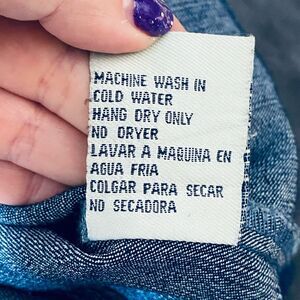 MACHINE WASH IN
COLD WATER
HANG DRY ONLY
NO DRYER
LAVAR A MAQUINA EN
AGUA FRIA
COLGAR PARA SECAR
NO SECADORA